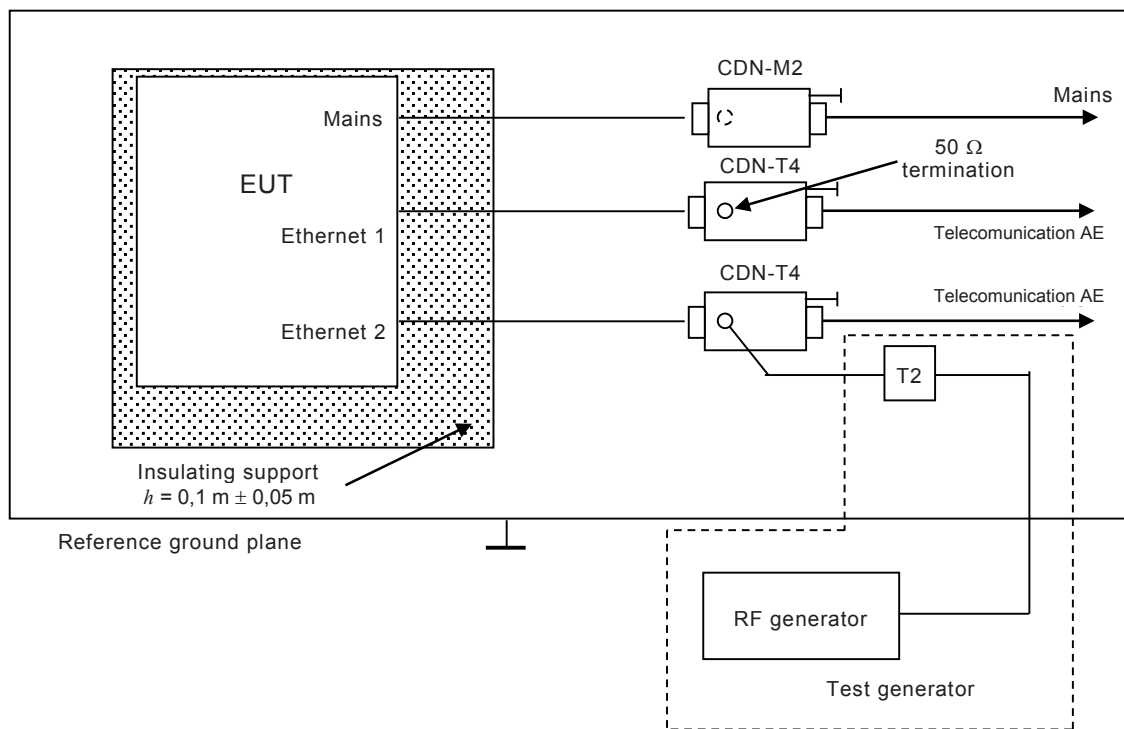 CDN-M2
Mains
Mains
50 Ω
termination
CDN-T4
EUT
Ethernet 1
Telecomunication AE
CDN-T4
Telecomunication AE
Ethernet 2
T2
Insulating support
h = 0,1 m ± 0,05 m
Reference ground plane
RF generator
Test generator